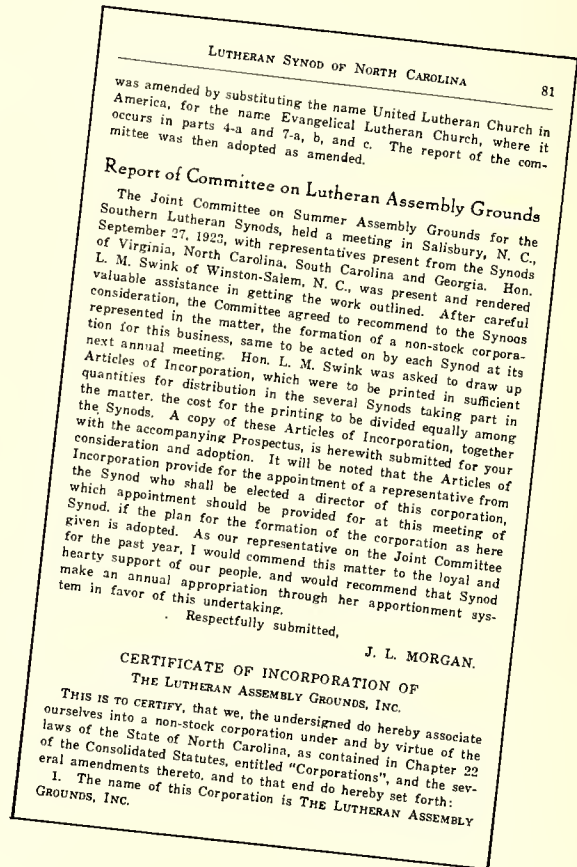 LUTHERAN SYNOD OF NORTH CAROLINA 81
was amended by substituting the name United Lutheran Church in
America, for the name Evangelical Lutheran Church, where it
occurs in parts 4-a and 7-a, b, and c. The report of the com-
mittee was then adopted as amended.
Report of Committee on Lutheran Assembly Grounds
The Joint Committee on Summer Assembly Grounds for the
Southern Lutheran Synods, held a meeting in Salisbury, N. C.,
September 27, 1923, with representatives present from the Synods
of Virginia, North Carolina, South Carolina and Georgia. Hon.
L. M. Swink of Winston-Salem, N. C., was present and rendered
valuable assistance in getting the work outlined. After careful
consideration, the Committee agreed to recommend to the Synods
represented in the matter, the formation of a non-stock corpora-
tion for this business, same to be acted on by each Synod at its
next annual meeting. Hon. L. M. Swink was asked to draw up
Articles of Incorporation, which were to be printed in sufficient
quantities for distribution in the several Synods taking part in
the matter, the cost for the printing to be divided equally among
the Synods. A copy of these Articles of Incorporation, together
with the accompanying Prospectus, is herewith submitted for your
consideration and adoption. It will be noted that the Articles of
Incorporation provide for the appointment of a representative from
the Synod who shall be elected a director of this corporation,
which appointment should be provided for at this meeting of
Synod, if the plan for the formation of the corporation as here
given is adopted. As our representative on the Joint Committee
for the past year, I would commend this matter to the loyal and
hearty support of our people, and would recommend that Synod
make an annual appropriation through her apportionment sys-
tem in favor of this undertaking.
Respectfully submitted,
J. L. MORGAN.
CERTIFICATE OF INCORPORATION OF
THE LUTHERAN ASSEMBLY GROUNDS, INC.
THIS IS TO CERTIFY, that we, the undersigned do hereby associate
ourselves into a non-stock corporation under and by virtue of the
laws of the State of North Carolina, as contained in Chapter 22
of the Consolidated Statutes, entitled "Corporations", and the sev-
eral amendments thereto, and to that end do hereby set forth:
1. The name of this Corporation is THE LUTHERAN ASSEMBLY
GROUNDS, INC.